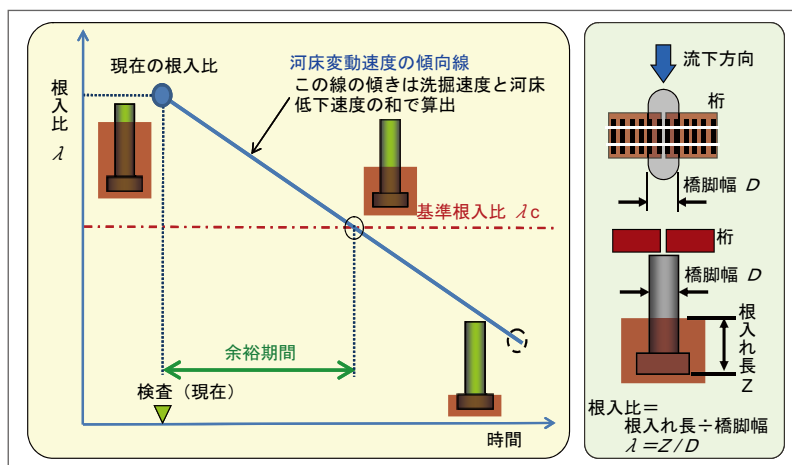 現在の根入比
河床変動速度の傾向線
この線の傾きは洗掘速度と河床
低下速度の和で算出
根入比 λ
基準根入比 λc
余裕期間
検査（現在）
時間
流下方向
桁
橋脚幅 D
桁
橋脚幅 D
根入れ長 Z
根入比＝
根入れ長÷橋脚幅
λ＝Z/D